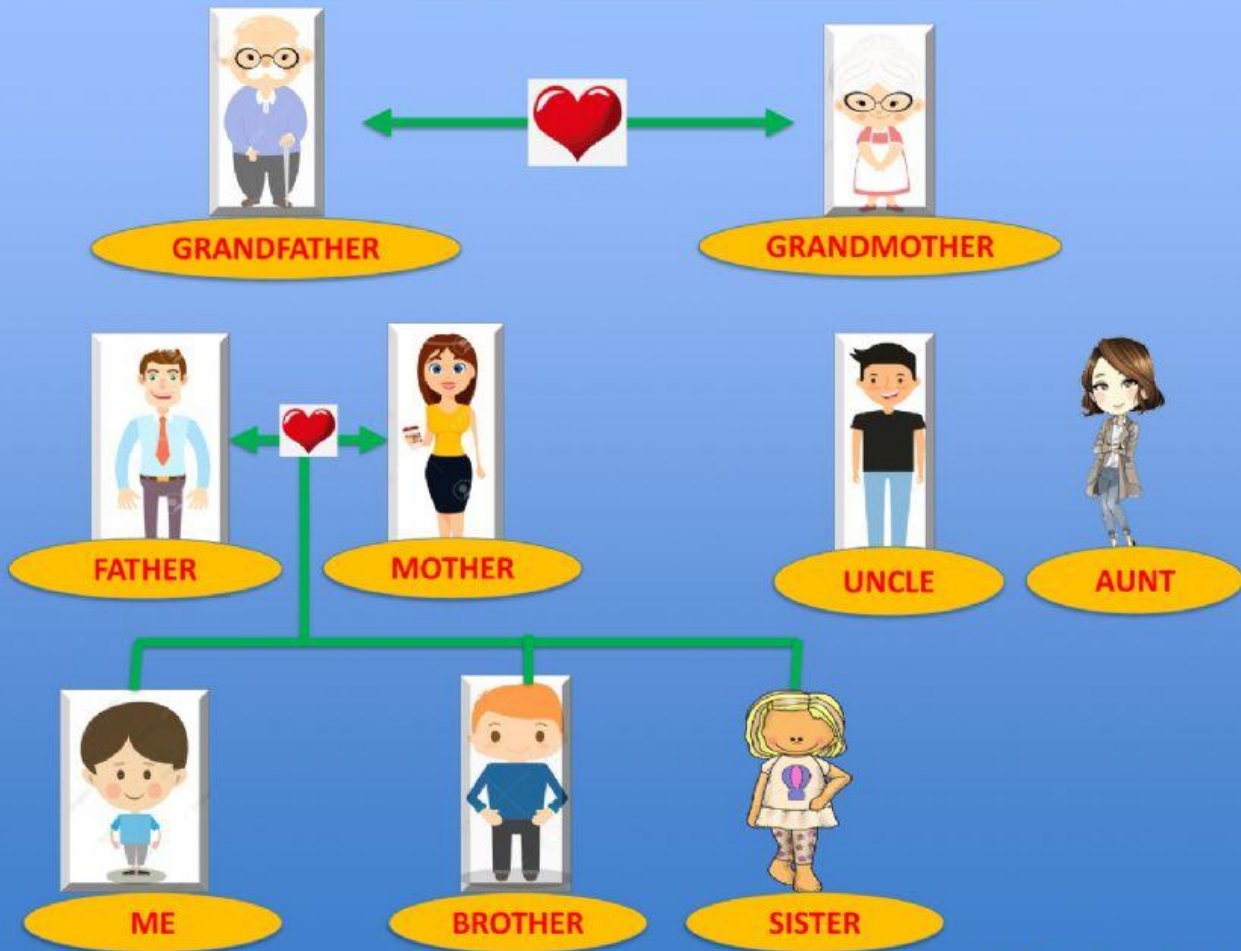 GRANDFATHER
GRANDMOTHER
FATHER
MOTHER
UNCLE
AUNT
ME
BROTHER
SISTER